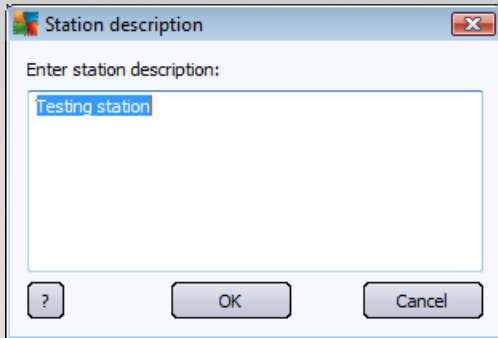 Station description
Enter station description:
Testing station
?
OK
Cancel